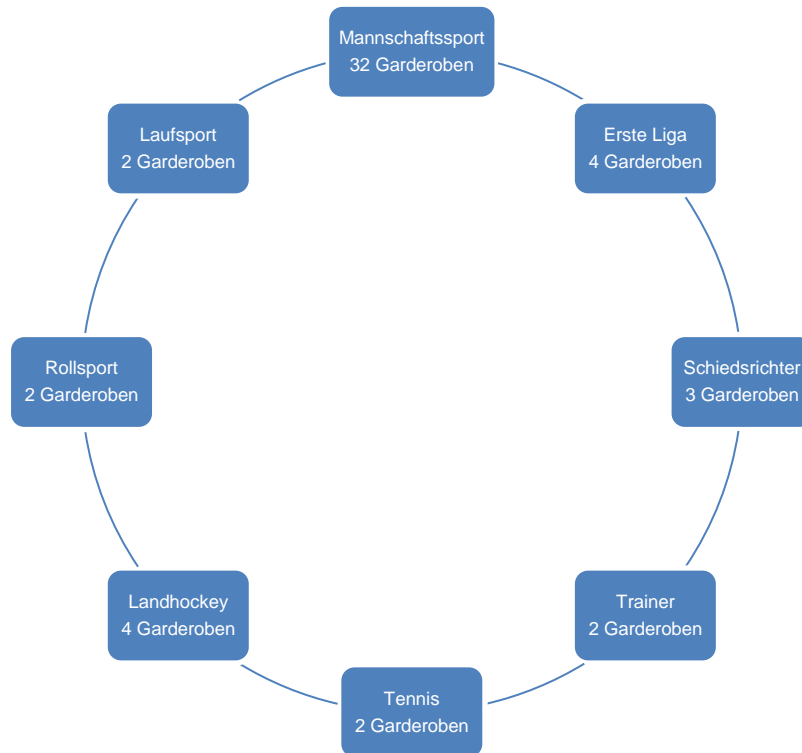 Mannschaftssport
32 Garderoben
Erste Liga
4 Garderoben
Schiedsrichter
3 Garderoben
Trainer
2 Garderoben
Tennis
2 Garderoben
Landhockey
4 Garderoben
Rollsport
2 Garderoben
Laufsport
2 Garderoben